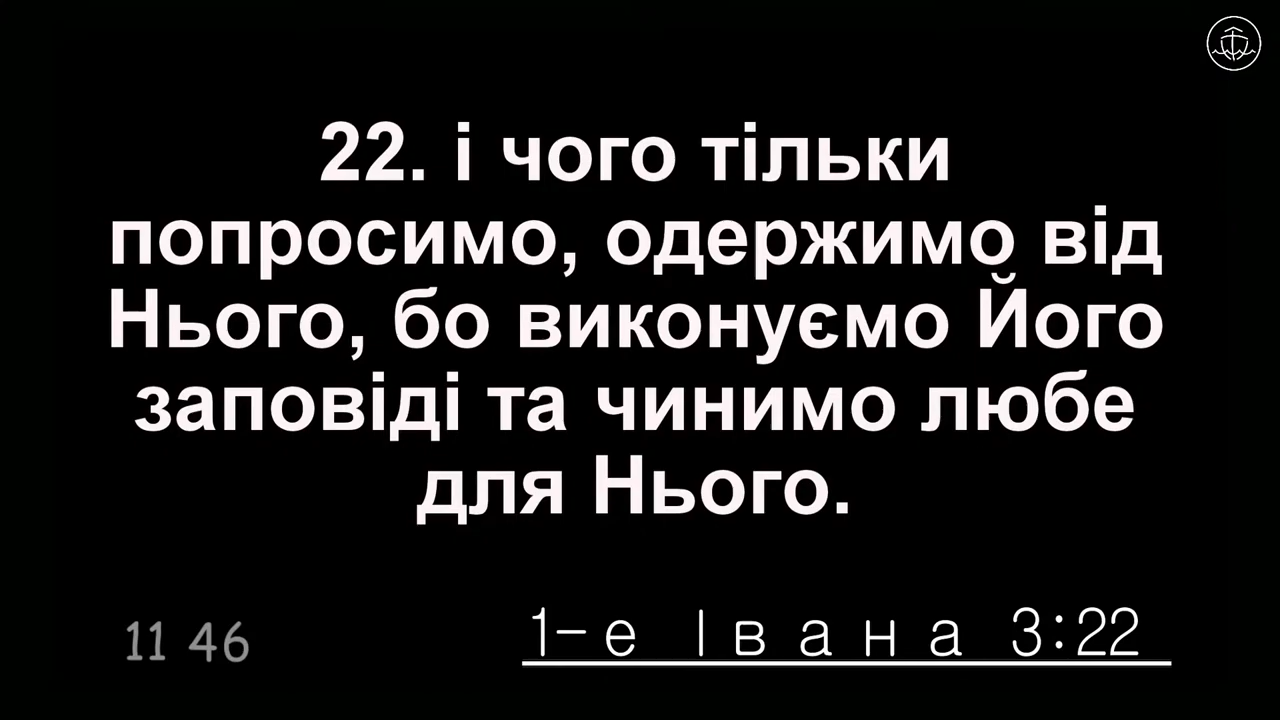 22. і чого тільки
попросимо, одержимо від
Нього, бо виконуємо Його
заповіді та чинимо любе
для Нього.
11 46
1-е Івана 3:22